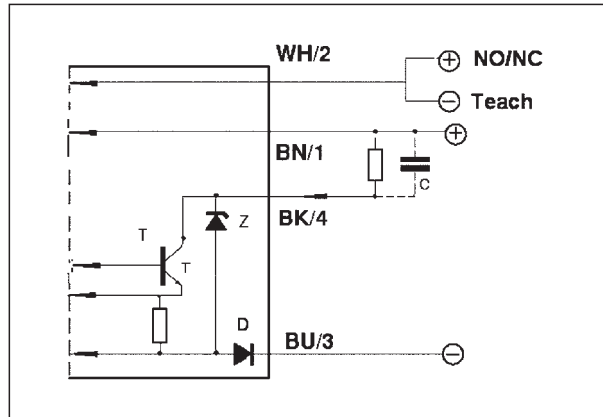 WH/2
⊕ NO/NC
⊖ Teach
⊕
BN/1
C
BK/4
T
Z
T
D
BU/3
⊖